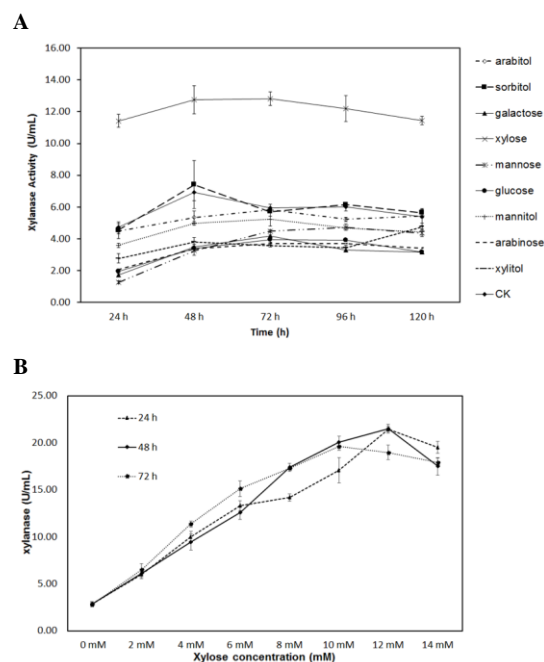 A
16.00
14.00
12.00
10.00
8.00
6.00
4.00
2.00
0.00
Xylanase Activity (U/mL)
24 h 48 h 72 h 96 h 120 h
Time (h)
arabitol
sorbitol
galactose
xylose
mannose
glucose
mannitol
arabinose
xylitol
CK
B
25.00
20.00
15.00
10.00
5.00
0.00
xylanase (U/mL)
24 h
48 h
72 h
0 mM 2 mM 4 mM 6 mM 8 mM 10 mM 12 mM 14 mM
Xylose concentration (mM)